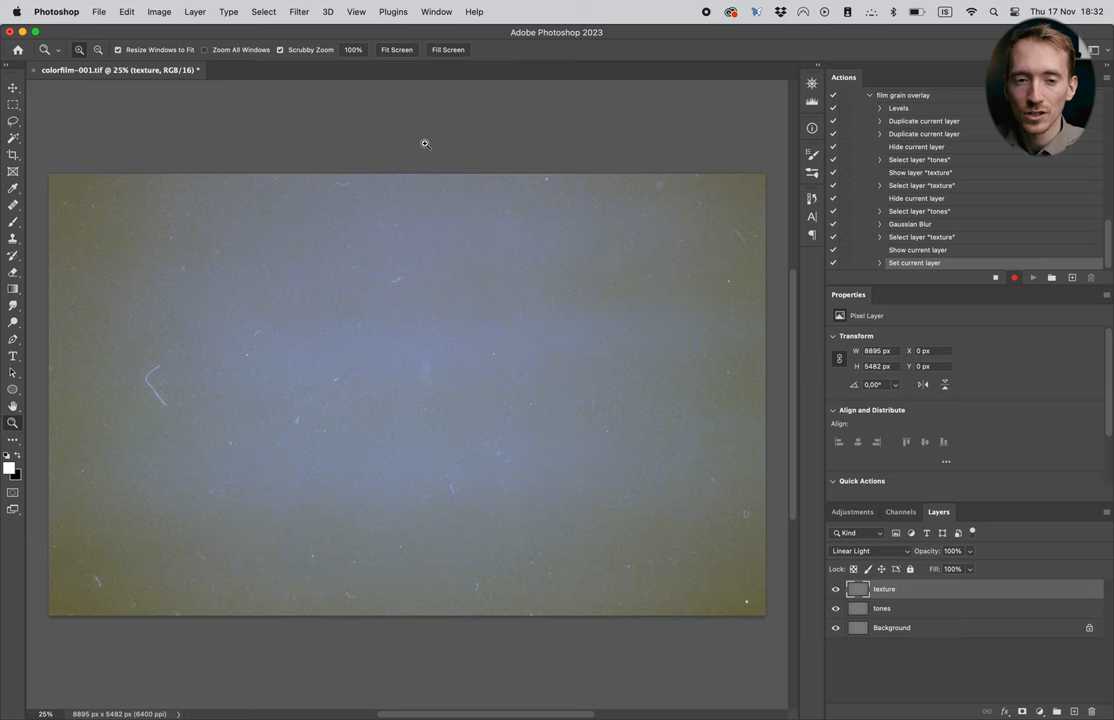 Photoshop File Edit Image Layer Type Select Filter 3D View Plugins Window Help IS Thu 17 Nov 18:32
Adobe Photoshop 2023
Resize Windows to Fit Zoom All Windows Scrubby Zoom 100% Fit Screen Fill Screen
colorfilm-001.tif @ 25% (texture, RGB/16) *
Actions
film grain overlay
Levels
Duplicate current layer
Duplicate current layer
Hide current layer
Select layer "tones"
Show layer "texture"
Select layer "texture"
Hide current layer
Select layer "tones"
Gaussian Blur
Select layer "texture"
Show current layer
Set current layer
Properties
Pixel Layer
Transform
W 8895 px X 0 px
H 5482 px Y 0 px
0,00°
Align and Distribute
Align:
Quick Actions
Adjustments Channels Layers
Kind
Linear Light Opacity: 100%
Lock: Fill: 100%
texture
tones
Background
25% 8895 px x 5482 px (6400 ppi)